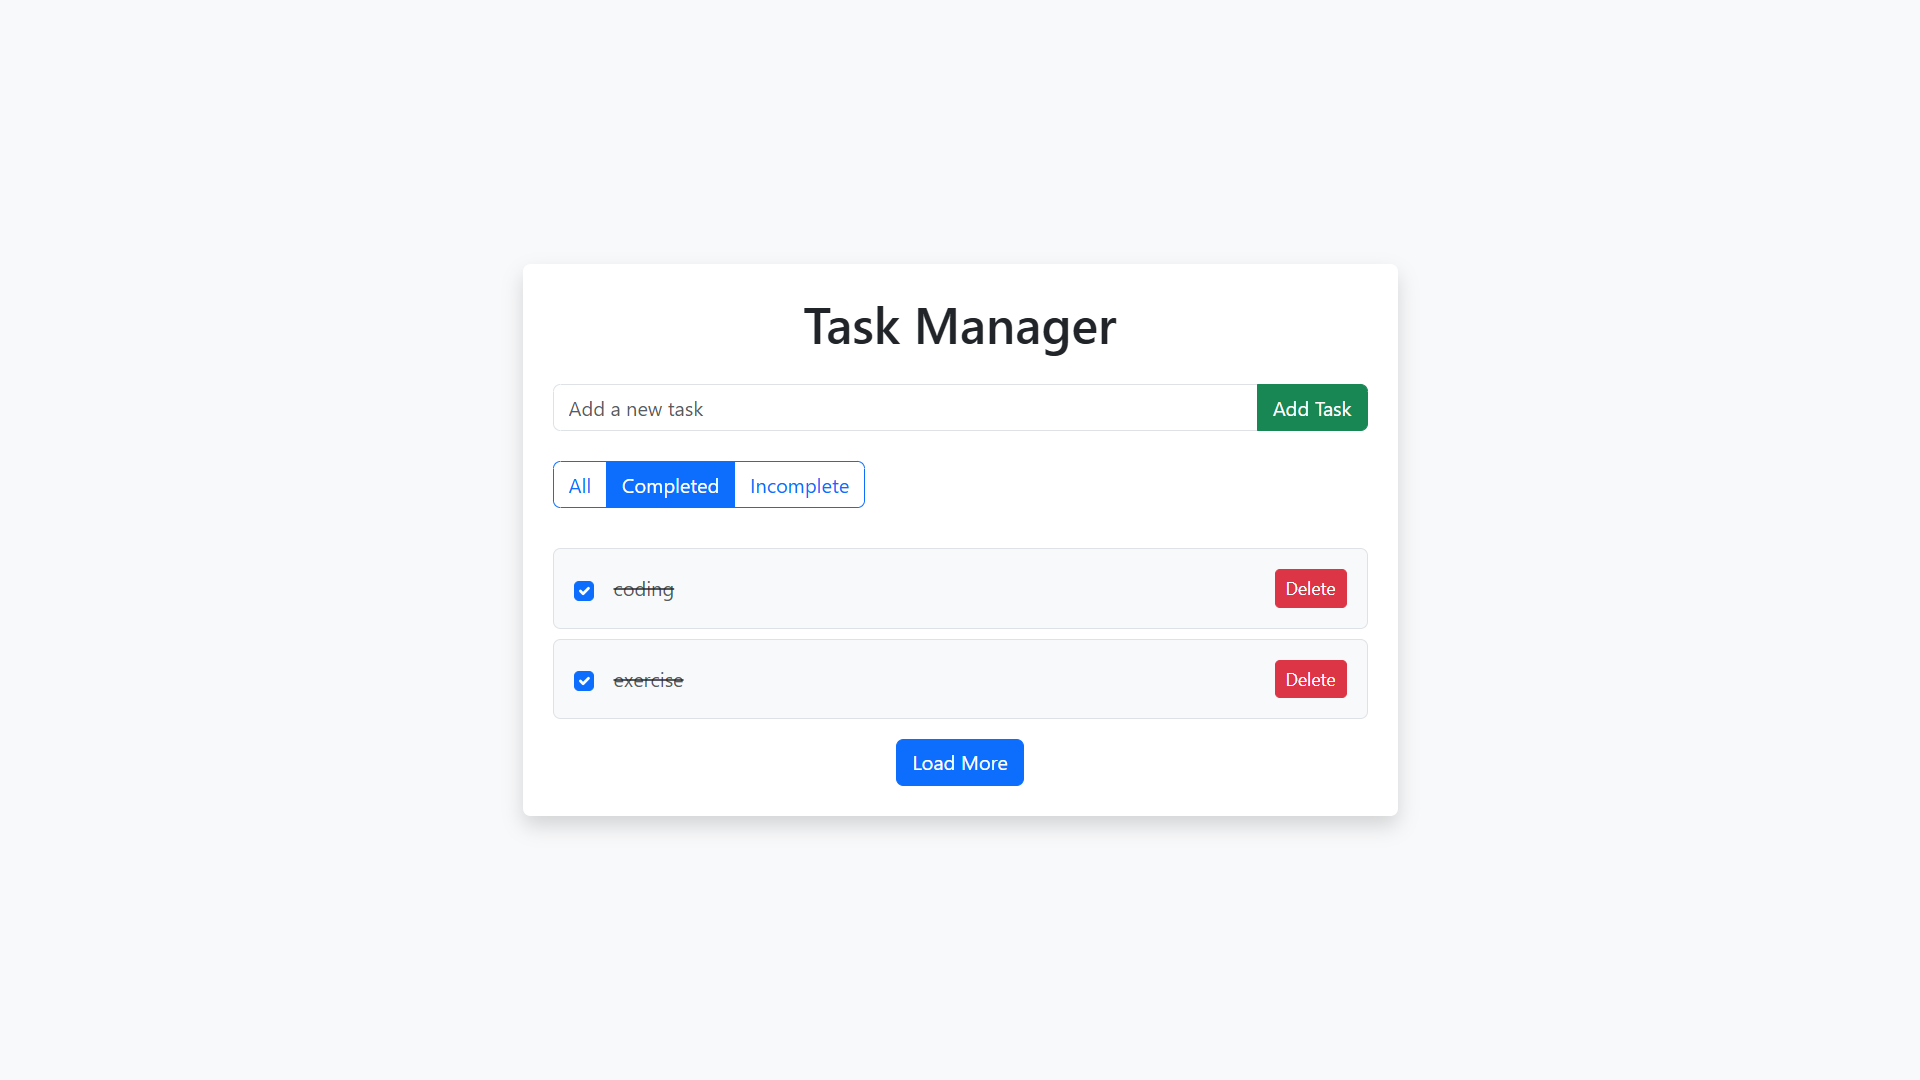 Task Manager
Add a new task Add Task
All Completed Incomplete
coding Delete
exercise Delete
Load More